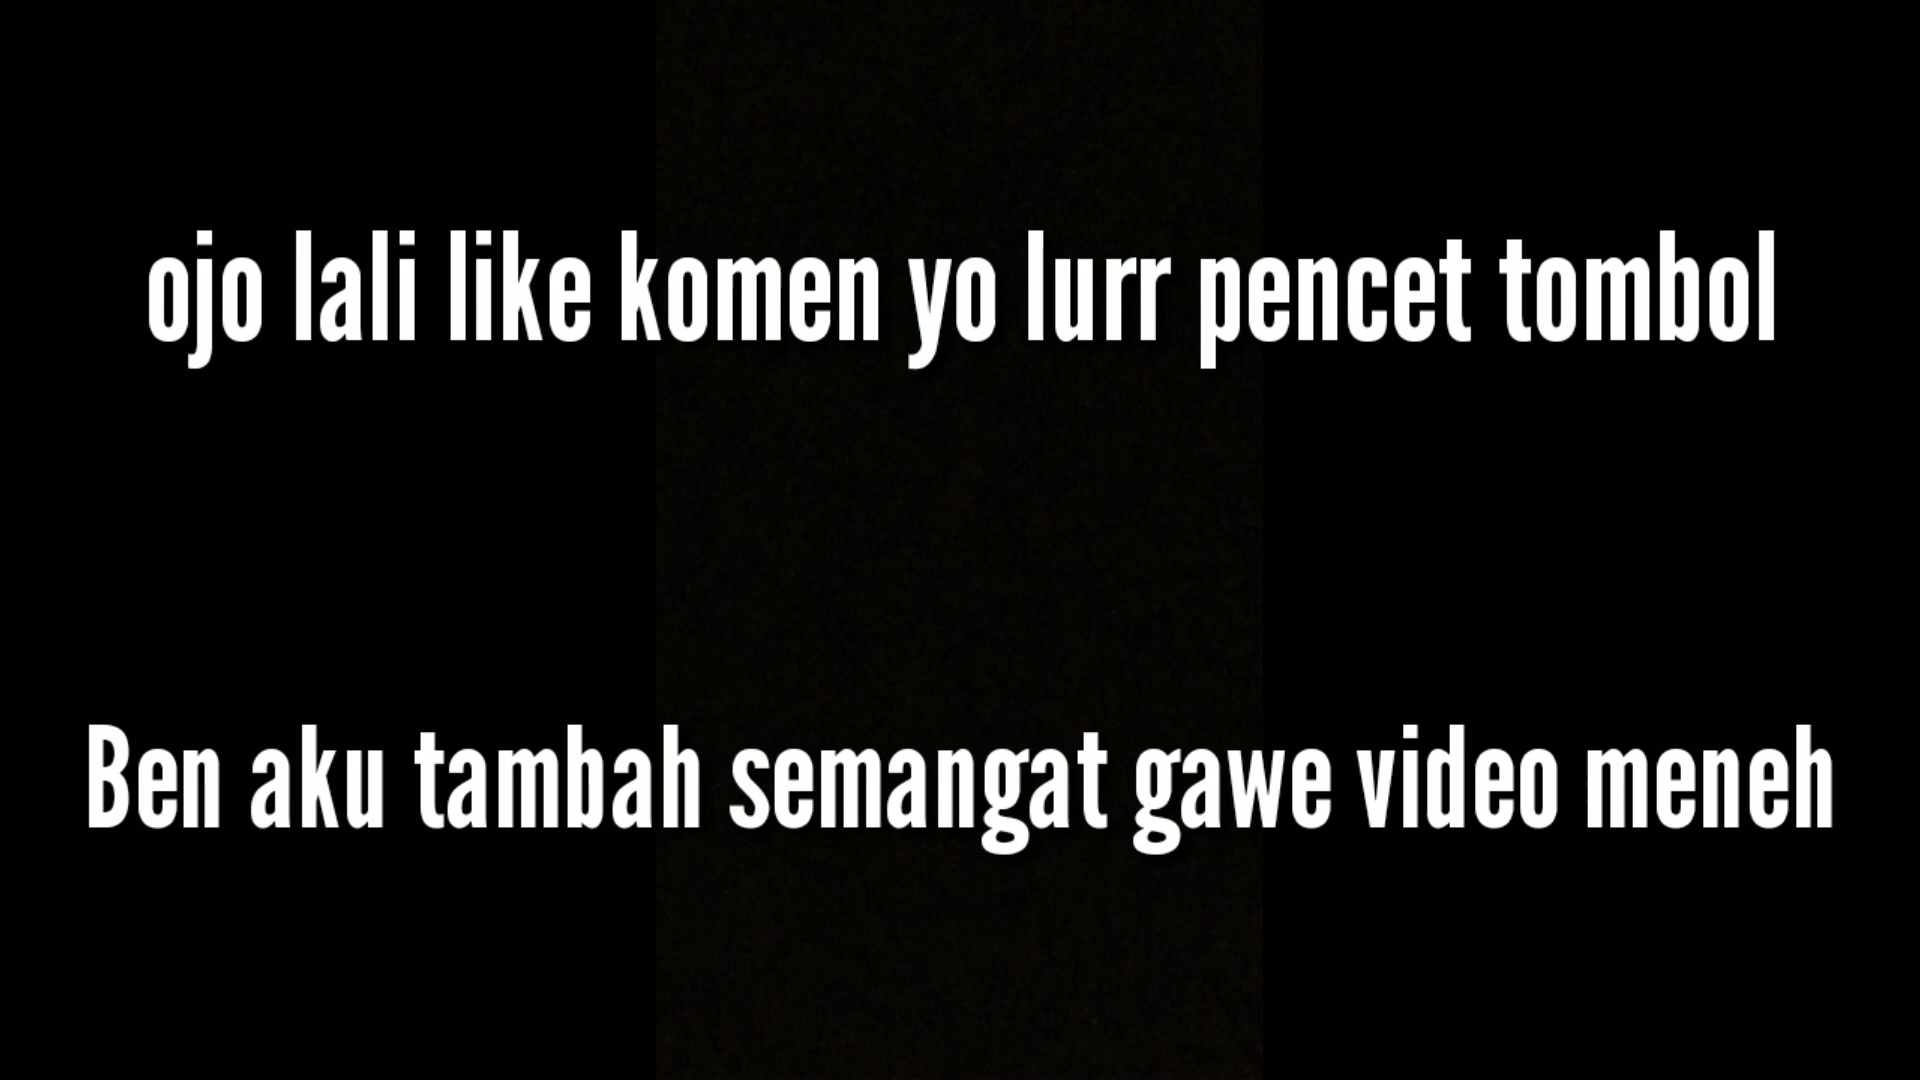 ojo lali like komen yo lurr pencet tombol
Ben aku tambah semangat gawe video meneh